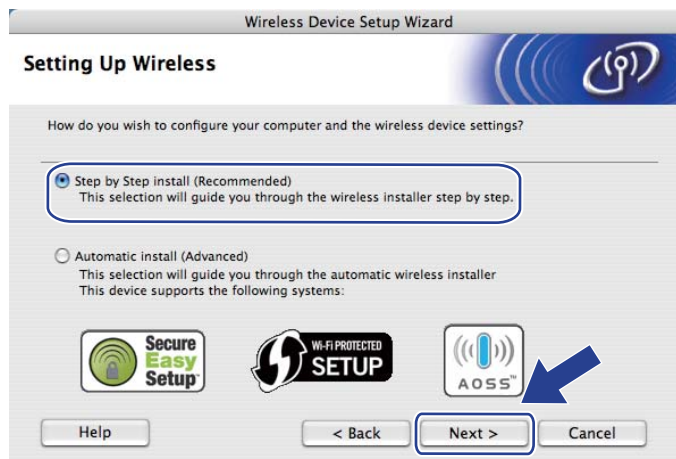 Wireless Device Setup Wizard
Setting Up Wireless
How do you wish to configure your computer and the wireless device settings?
Step by Step install (Recommended)
This selection will guide you through the wireless installer step by step.
Automatic install (Advanced)
This selection will guide you through the automatic wireless installer
This device supports the following systems:
Secure
Easy
Setup™
Wi-Fi PROTECTED
SETUP
AOSS™
Help
< Back
Next >
Cancel